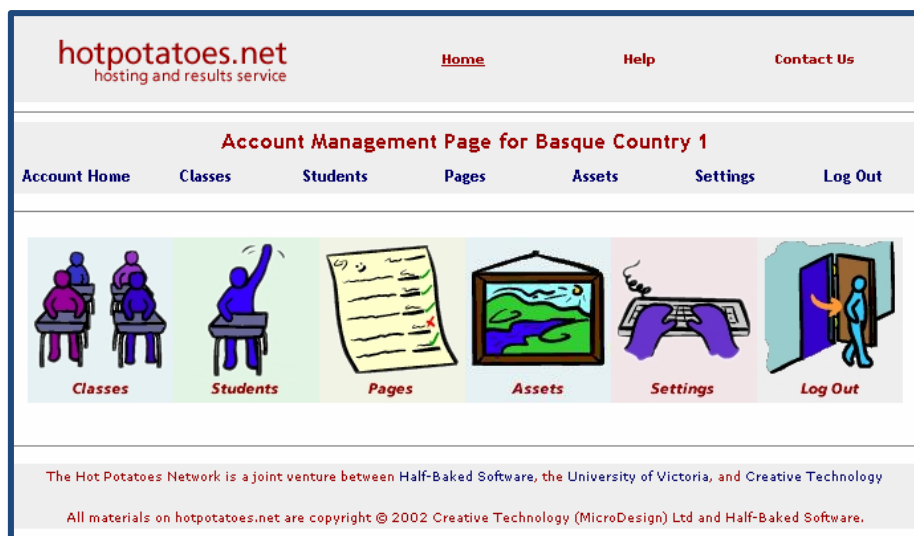 hotpotatoes.net
hosting and results service
Home Help Contact Us
Account Management Page for Basque Country 1
Account Home Classes Students Pages Assets Settings Log Out
Classes Students Pages Assets Settings Log Out
The Hot Potatoes Network is a joint venture between Half-Baked Software, the University of Victoria, and Creative Technology
All materials on hotpotatoes.net are copyright © 2002 Creative Technology (MicroDesign) Ltd and Half-Baked Software.